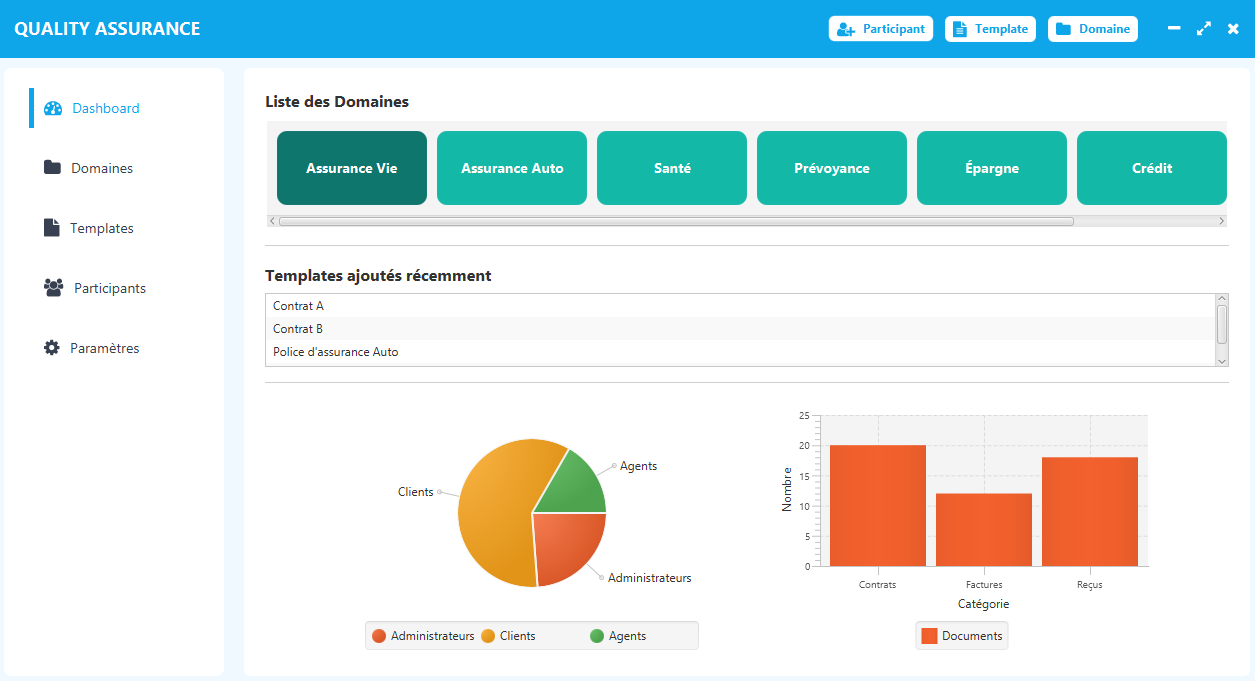 QUALITY ASSURANCE
Participant
Template
Domaine
Dashboard
Domaines
Templates
Participants
Paramètres
Liste des Domaines
Assurance Vie
Assurance Auto
Santé
Prévoyance
Épargne
Crédit
Templates ajoutés récemment
Contrat A
Contrat B
Police d'assurance Auto
Agents
Clients
Administrateurs
Administrateurs Clients Agents
25
20
15
10
5
0
Nombre
Contrats Factures Reçus
Catégorie
Documents